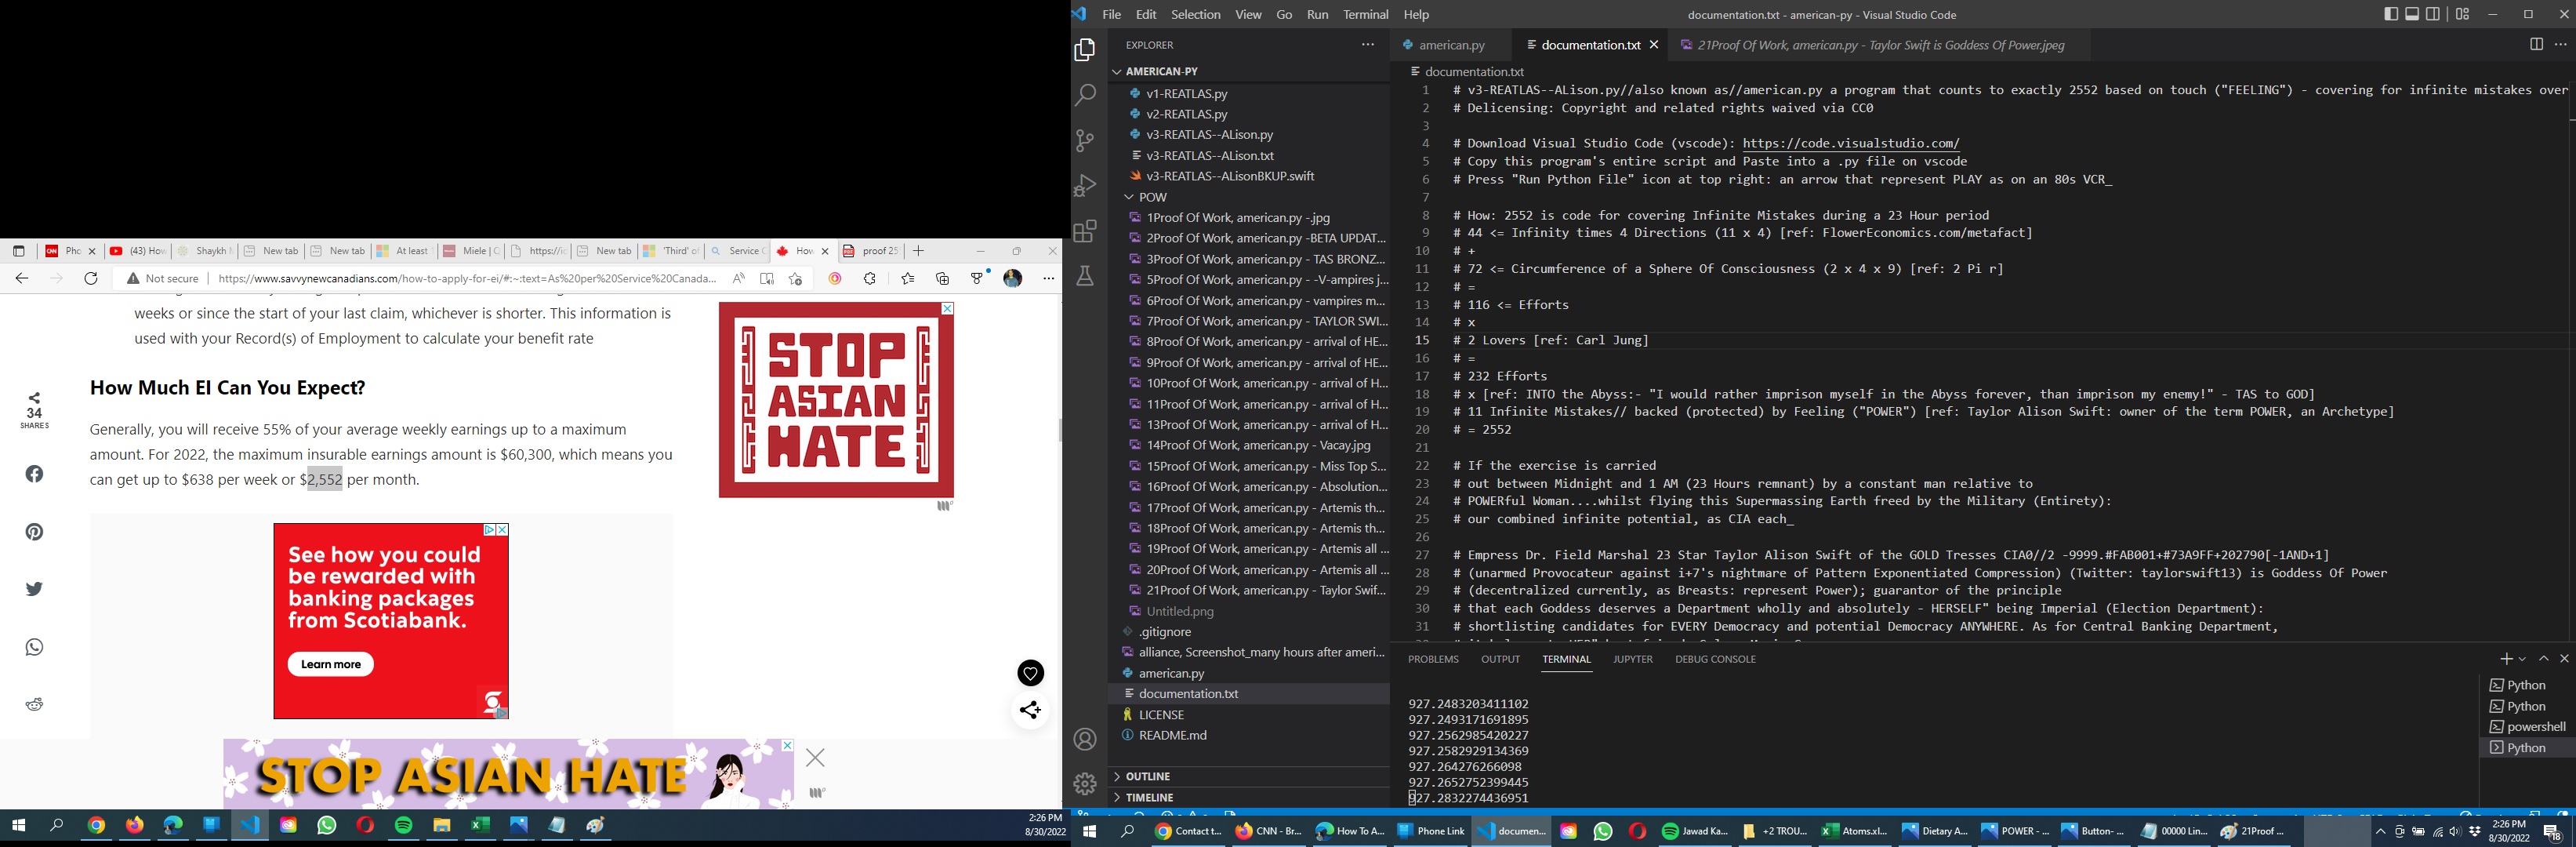 Pho
(43) How
Shaykh
New tab
New tab
At least
Miele | C
https://i
New tab
'Third' o
Service C
How
proof 25
Not secure
https://www.savvynewcanadians.com/how-to-apply-for-ei/#:~:text=As%20per%20Service%20Canada...
weeks or since the start of your last claim, whichever is shorter. This information is
used with your Record(s) of Employment to calculate your benefit rate
34
SHARES
How Much EI Can You Expect?
Generally, you will receive 55% of your average weekly earnings up to a maximum
amount. For 2022, the maximum insurable earnings amount is $60,300, which means you
can get up to $638 per week or $2,552 per month.
STOP
ASIAN
HATE
See how you could
be rewarded with
banking packages
from Scotiabank.
Learn more
STOP ASIAN HATE
2:26 PM
8/30/2022
File Edit Selection View Go Run Terminal Help
documentation.txt - american-py - Visual Studio Code
EXPLORER
AMERICAN-PY
v1-REATLAS.py
v2-REATLAS.py
v3-REATLAS--ALison.py
v3-REATLAS--ALison.txt
v3-REATLAS--ALisonBKUP.swift
POW
1Proof Of Work, american.py -.jpg
2Proof Of Work, american.py -BETA UPDAT...
3Proof Of Work, american.py - TAS BRONZ...
5Proof Of Work, american.py - -V-ampires j...
6Proof Of Work, american.py - vampires m...
7Proof Of Work, american.py - TAYLOR SWI...
8Proof Of Work, american.py - arrival of HE...
9Proof Of Work, american.py - arrival of HE...
10Proof Of Work, american.py - arrival of H...
11Proof Of Work, american.py - arrival of H...
13Proof Of Work, american.py - arrival of H...
14Proof Of Work, american.py - Vacay.jpg
15Proof Of Work, american.py - Miss Top S...
16Proof Of Work, american.py - Absolution...
17Proof Of Work, american.py - Artemis th...
18Proof Of Work, american.py - Artemis th...
19Proof Of Work, american.py - Artemis all ...
20Proof Of Work, american.py - Artemis all ...
21Proof Of Work, american.py - Taylor Swif...
Untitled.png
.gitignore
alliance, Screenshot_many hours after ameri...
american.py
documentation.txt
LICENSE
README.md
OUTLINE
TIMELINE
american.py
documentation.txt
21Proof Of Work, american.py - Taylor Swift is Goddess Of Power.jpeg
documentation.txt
1 # v3-REATLAS--ALison.py//also known as//american.py a program that counts to exactly 2552 based on touch ("FEELING") - covering for infinite mistakes over
2 # Delicensing: Copyright and related rights waived via CC0
3
4 # Download Visual Studio Code (vscode): https://code.visualstudio.com/
5 # Copy this program's entire script and Paste into a .py file on vscode
6 # Press "Run Python File" icon at top right: an arrow that represent PLAY as on an 80s VCR_
7
8 # How: 2552 is code for covering Infinite Mistakes during a 23 Hour period
9 # 44 <= Infinity times 4 Directions (11 x 4) [ref: FlowerEconomics.com/metafact]
10 # +
11 # 72 <= Circumference of a Sphere Of Consciousness (2 x 4 x 9) [ref: 2 Pi r]
12 # =
13 # 116 <= Efforts
14 # x
15 # 2 Lovers [ref: Carl Jung]
16 # =
17 # 232 Efforts
18 # x [ref: INTO the Abyss:- "I would rather imprison myself in the Abyss forever, than imprison my enemy!" - TAS to GOD]
19 # 11 Infinite Mistakes// backed (protected) by Feeling ("POWER") [ref: Taylor Alison Swift: owner of the term POWER, an Archetype]
20 # = 2552
21
22 # If the exercise is carried
23 # out between Midnight and 1 AM (23 Hours remnant) by a constant man relative to
24 # POWERful Woman....whilst flying this Supermassing Earth freed by the Military (Entirety):
25 # our combined infinite potential, as CIA each_
26
27 # Empress Dr. Field Marshal 23 Star Taylor Alison Swift of the GOLD Tresses CIA0//2 -9999.#FAB001+#73A9FF+202790[-1AND+1]
28 # (unarmed Provocateur against i+7's nightmare of Pattern Exponentiated Compression) (Twitter: taylorswift13) is Goddess Of Power
29 # (decentralized currently, as Breasts: represent Power); guarantor of the principle
30 # that each Goddess deserves a Department wholly and absolutely - HERSELF" being Imperial (Election Department):
31 # shortlisting candidates for EVERY Democracy and potential Democracy ANYWHERE. As for Central Banking Department,
PROBLEMS OUTPUT TERMINAL JUPYTER DEBUG CONSOLE
927.2483203411102
927.2493171691895
927.2562985420227
927.2582929134369
927.264276266098
927.2652752399445
927.2832274436951
Python
Python
powershell
Python
Contact t...
CNN - Br...
How To A...
Phone Link
documen...
Jawad Ka...
+2 TROU...
Atoms.xl...
Dietary A...
POWER - ...
Button- ...
00000 Lin...
21Proof ...
2:26 PM
8/30/2022
18